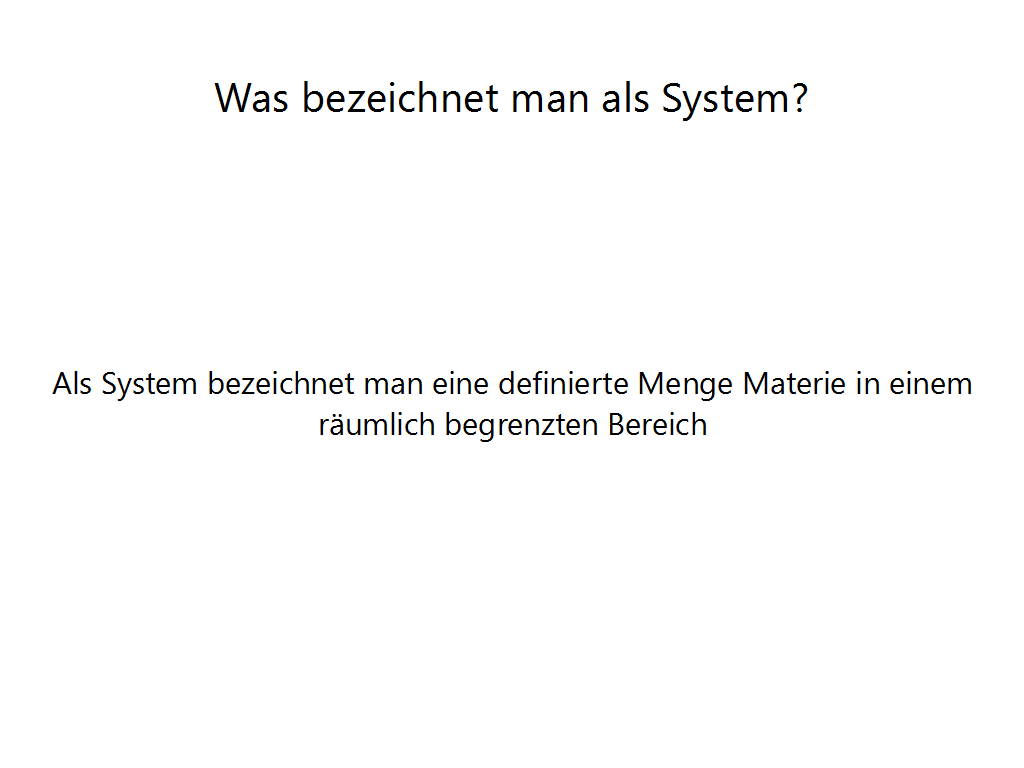 Was bezeichnet man als System?
Als System bezeichnet man eine definierte Menge Materie in einem
räumlich begrenzten Bereich